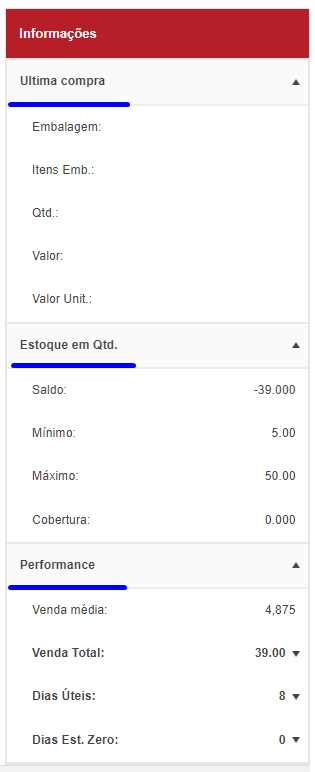 Informações
Ultima compra
Embalagem:
Itens Emb.:
Qtd.:
Valor:
Valor Unit.:
Estoque em Qtd.
Saldo: -39.000
Mínimo: 5.00
Máximo: 50.00
Cobertura: 0.000
Performance
Venda média: 4,875
Venda Total: 39.00
Dias Úteis: 8
Dias Est. Zero: 0